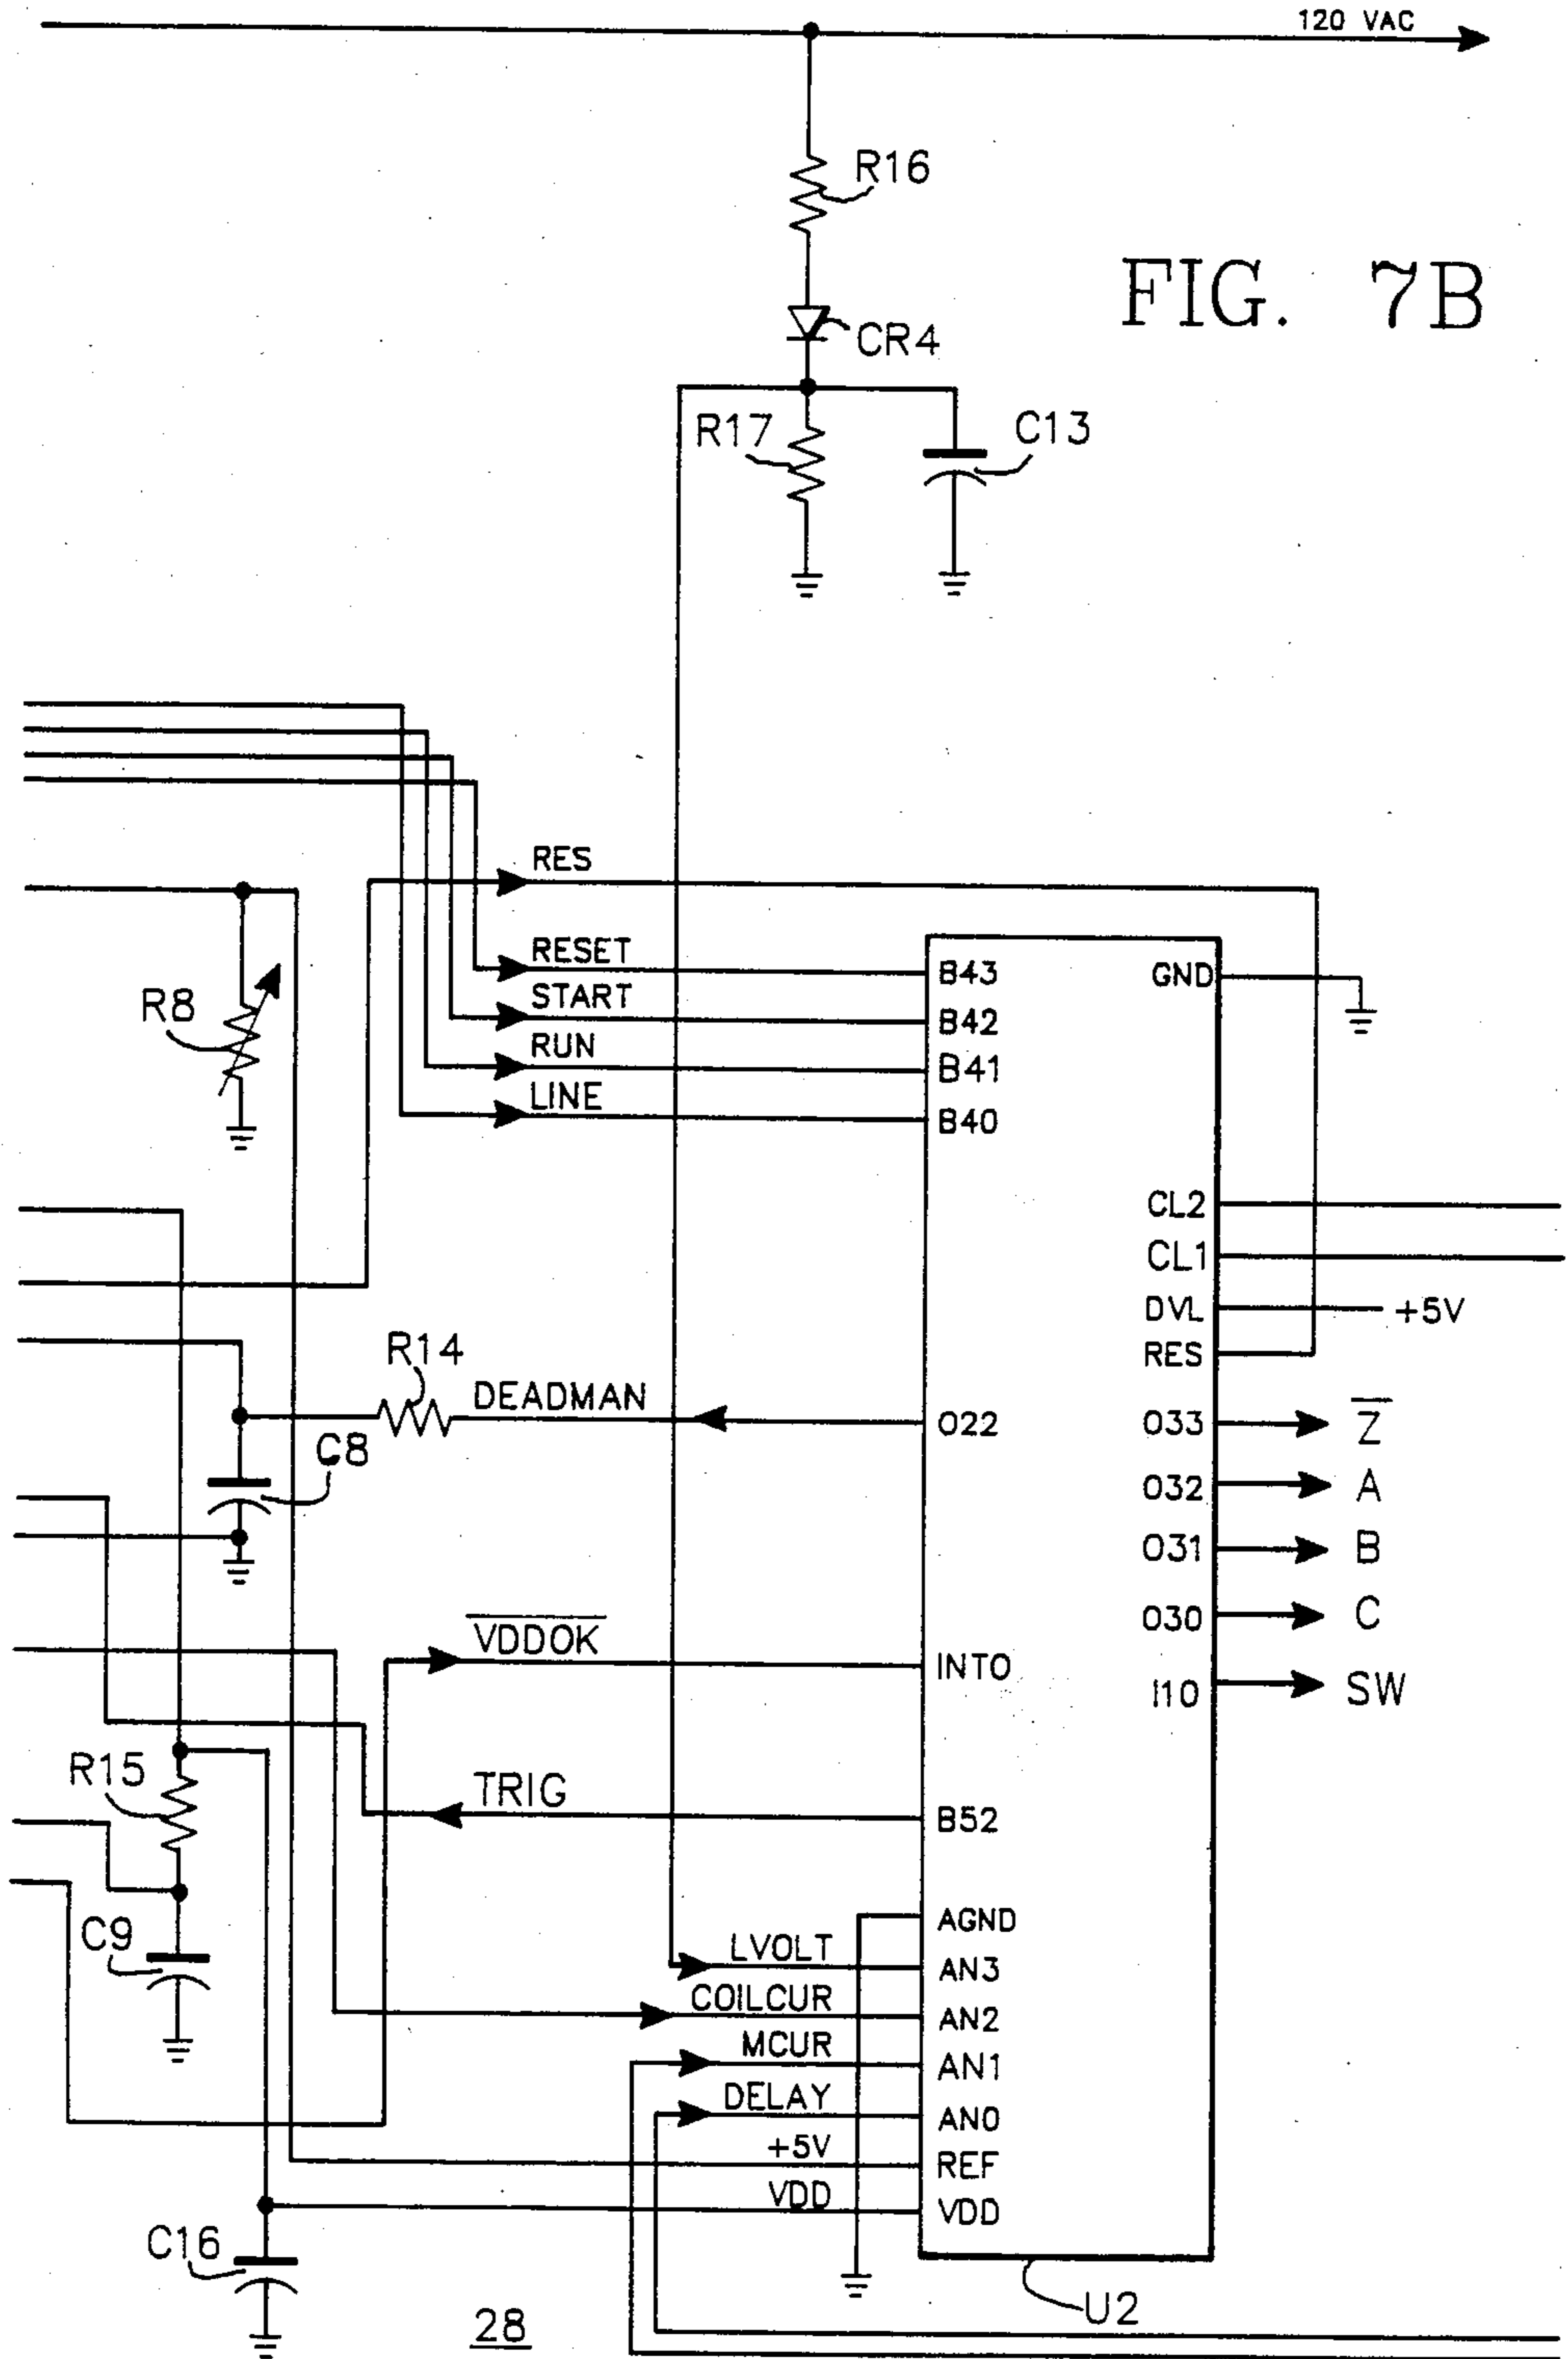 120 VAC
R16
FIG. 7B
CR4
R17
C13
RES
RESET
B43
GND
START
B42
R8
RUN
B41
LINE
B40
CL2
CL1
DVL
+5V
RES
R14
DEADMAN
O22
O33
Z̅
C8
O32
A
O31
B
V̅D̅D̅O̅K̅
O30
C
INTO
I10
SW
R15
TRIG
B52
AGND
C9
LVOLT
AN3
COILCUR
AN2
MCUR
AN1
DELAY
AN0
+5V
REF
VDD
VDD
C16
U2
28